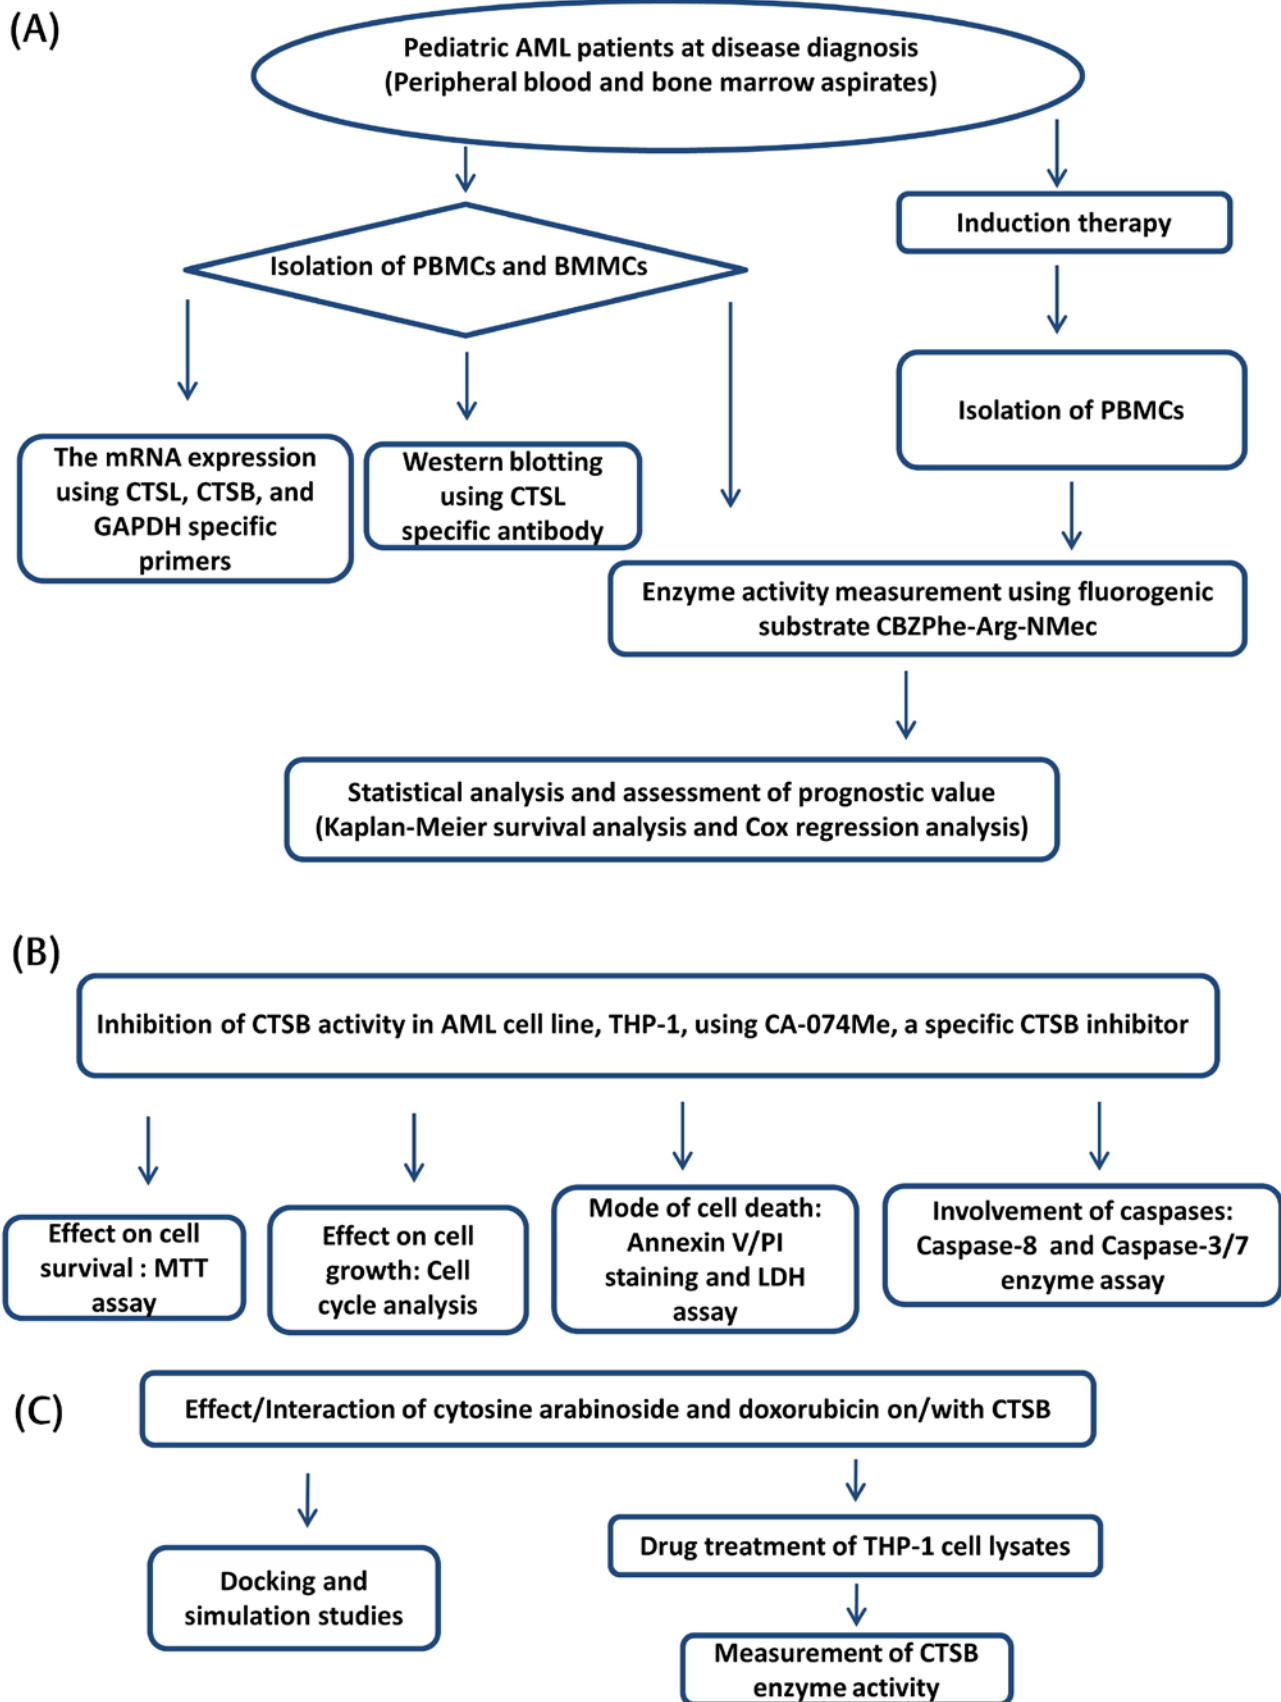 (A)
Pediatric AML patients at disease diagnosis
(Peripheral blood and bone marrow aspirates)
Induction therapy
Isolation of PBMCs and BMMCs
Isolation of PBMCs
The mRNA expression
using CTSL, CTSB, and
GAPDH specific
primers
Western blotting
using CTSL
specific antibody
Enzyme activity measurement using fluorogenic
substrate CBZPhe-Arg-NMec
Statistical analysis and assessment of prognostic value
(Kaplan-Meier survival analysis and Cox regression analysis)
(B)
Inhibition of CTSB activity in AML cell line, THP-1, using CA-074Me, a specific CTSB inhibitor
Effect on cell
survival : MTT
assay
Effect on cell
growth: Cell
cycle analysis
Mode of cell death:
Annexin V/PI
staining and LDH
assay
Involvement of caspases:
Caspase-8 and Caspase-3/7
enzyme assay
(C)
Effect/Interaction of cytosine arabinoside and doxorubicin on/with CTSB
Docking and
simulation studies
Drug treatment of THP-1 cell lysates
Measurement of CTSB
enzyme activity